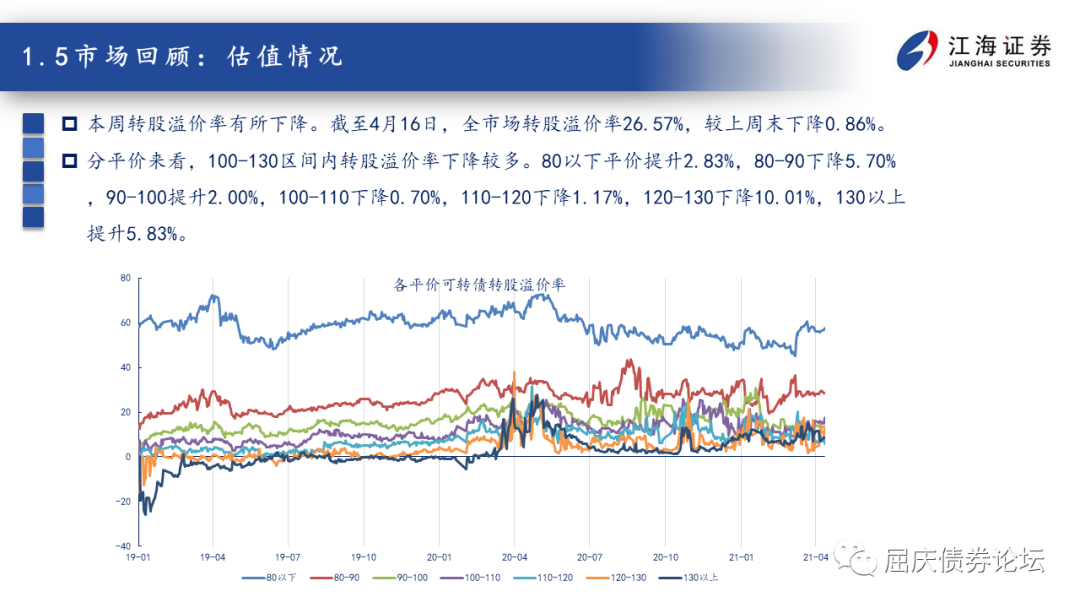 1.5市场回顾：估值情况
江海证券
JIANGHAI SECURITIES
本周转股溢价率有所下降。截至4月16日，全市场转股溢价率26.57%，较上周末下降0.86%。
分平价来看，100-130区间内转股溢价率下降较多。80以下平价提升2.83%，80-90下降5.70%
，90-100提升2.00%，100-110下降0.70%，110-120下降1.17%，120-130下降10.01%，130以上
提升5.83%。
各平价可转债转股溢价率
80
60
40
20
0
-20
-40
19-01 19-04 19-07 19-10 20-01 20-04 20-07 20-10 21-01 21-04
80以下 80-90 90-100 100-110 110-120 120-130 130以上
屈庆债券论坛